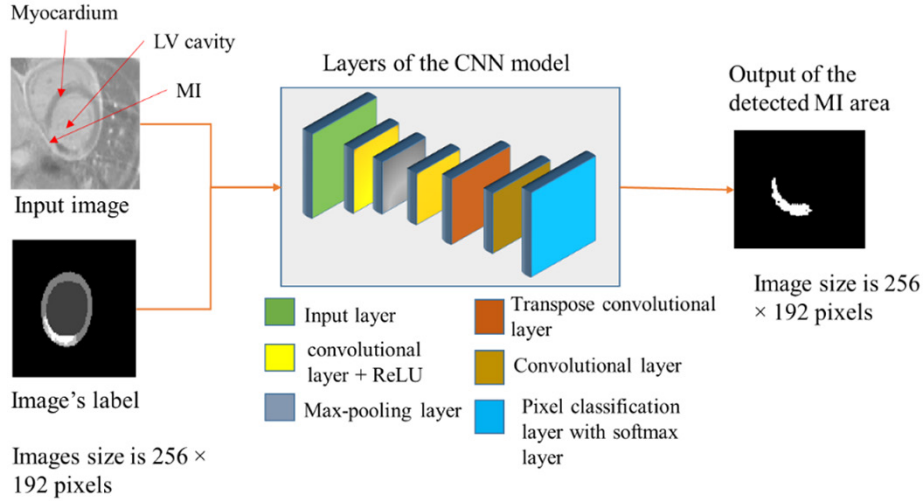 Myocardium
LV cavity
MI
Input image
Image's label
Images size is 256 ×
192 pixels
Layers of the CNN model
Input layer
convolutional
layer + ReLU
Max-pooling layer
Transpose convolutional
layer
Convolutional layer
Pixel classification
layer with softmax
layer
Output of the
detected MI area
Image size is 256
× 192 pixels